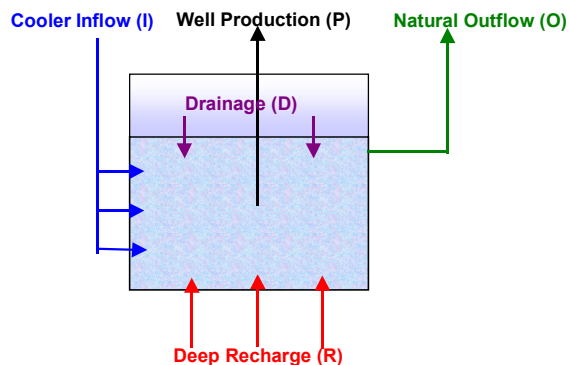 Cooler Inflow (I)
Well Production (P)
Natural Outflow (O)
Drainage (D)
Deep Recharge (R)